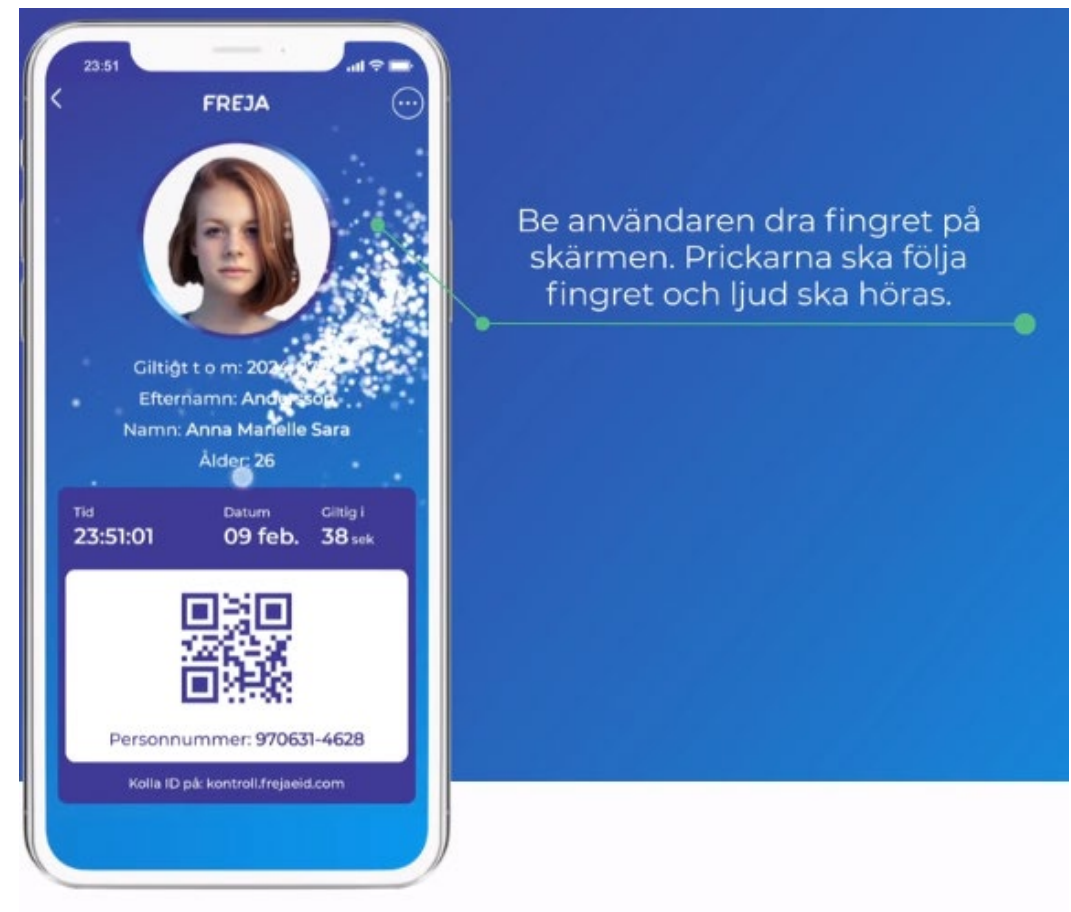 23:51
FREJA
Giltigt t o m: 2024
Efternamn: Andersson
Namn: Anna Marielle Sara
Ålder: 26
Tid Datum Giltig i
23:51:01 09 feb. 38 sek
Personnummer: 970631-4628
Kolla ID på: kontroll.frejaeid.com
Be användaren dra fingret på
skärmen. Prickarna ska följa
fingret och ljud ska höras.